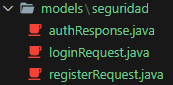 models\seguridad
authResponse.java
loginRequest.java
registerRequest.java